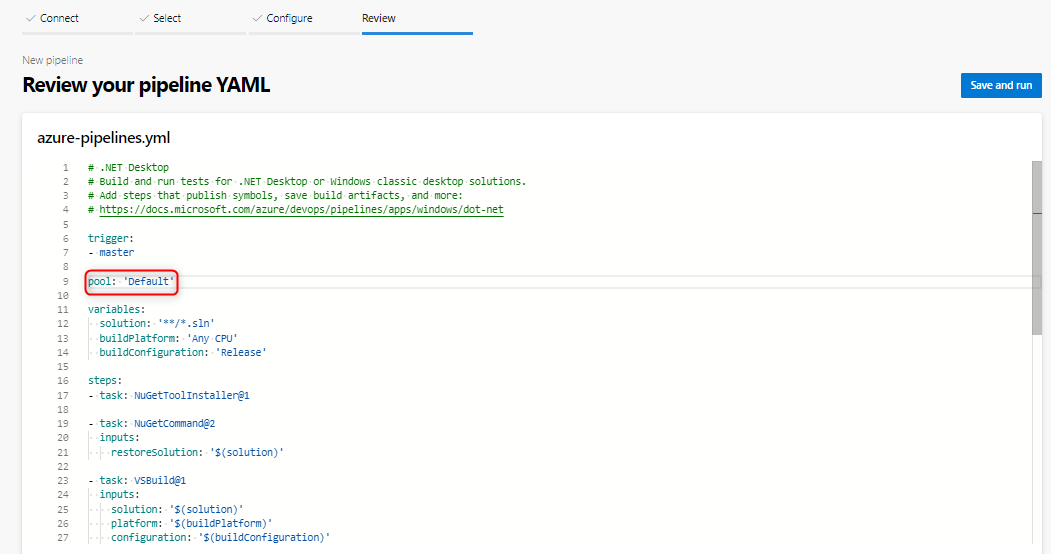 Connect Select Configure Review
New pipeline
Review your pipeline YAML
Save and run
azure-pipelines.yml
1 # .NET Desktop
2 # Build and run tests for .NET Desktop or Windows classic desktop solutions.
3 # Add steps that publish symbols, save build artifacts, and more:
4 # https://docs.microsoft.com/azure/devops/pipelines/apps/windows/dot-net
5
6 trigger:
7 - master
8
9 pool: 'Default'
10
11 variables:
12   solution: '**/*.sln'
13   buildPlatform: 'Any CPU'
14   buildConfiguration: 'Release'
15
16 steps:
17 - task: NuGetToolInstaller@1
18
19 - task: NuGetCommand@2
20   inputs:
21     restoreSolution: '$(solution)'
22
23 - task: VSBuild@1
24   inputs:
25     solution: '$(solution)'
26     platform: '$(buildPlatform)'
27     configuration: '$(buildConfiguration)'